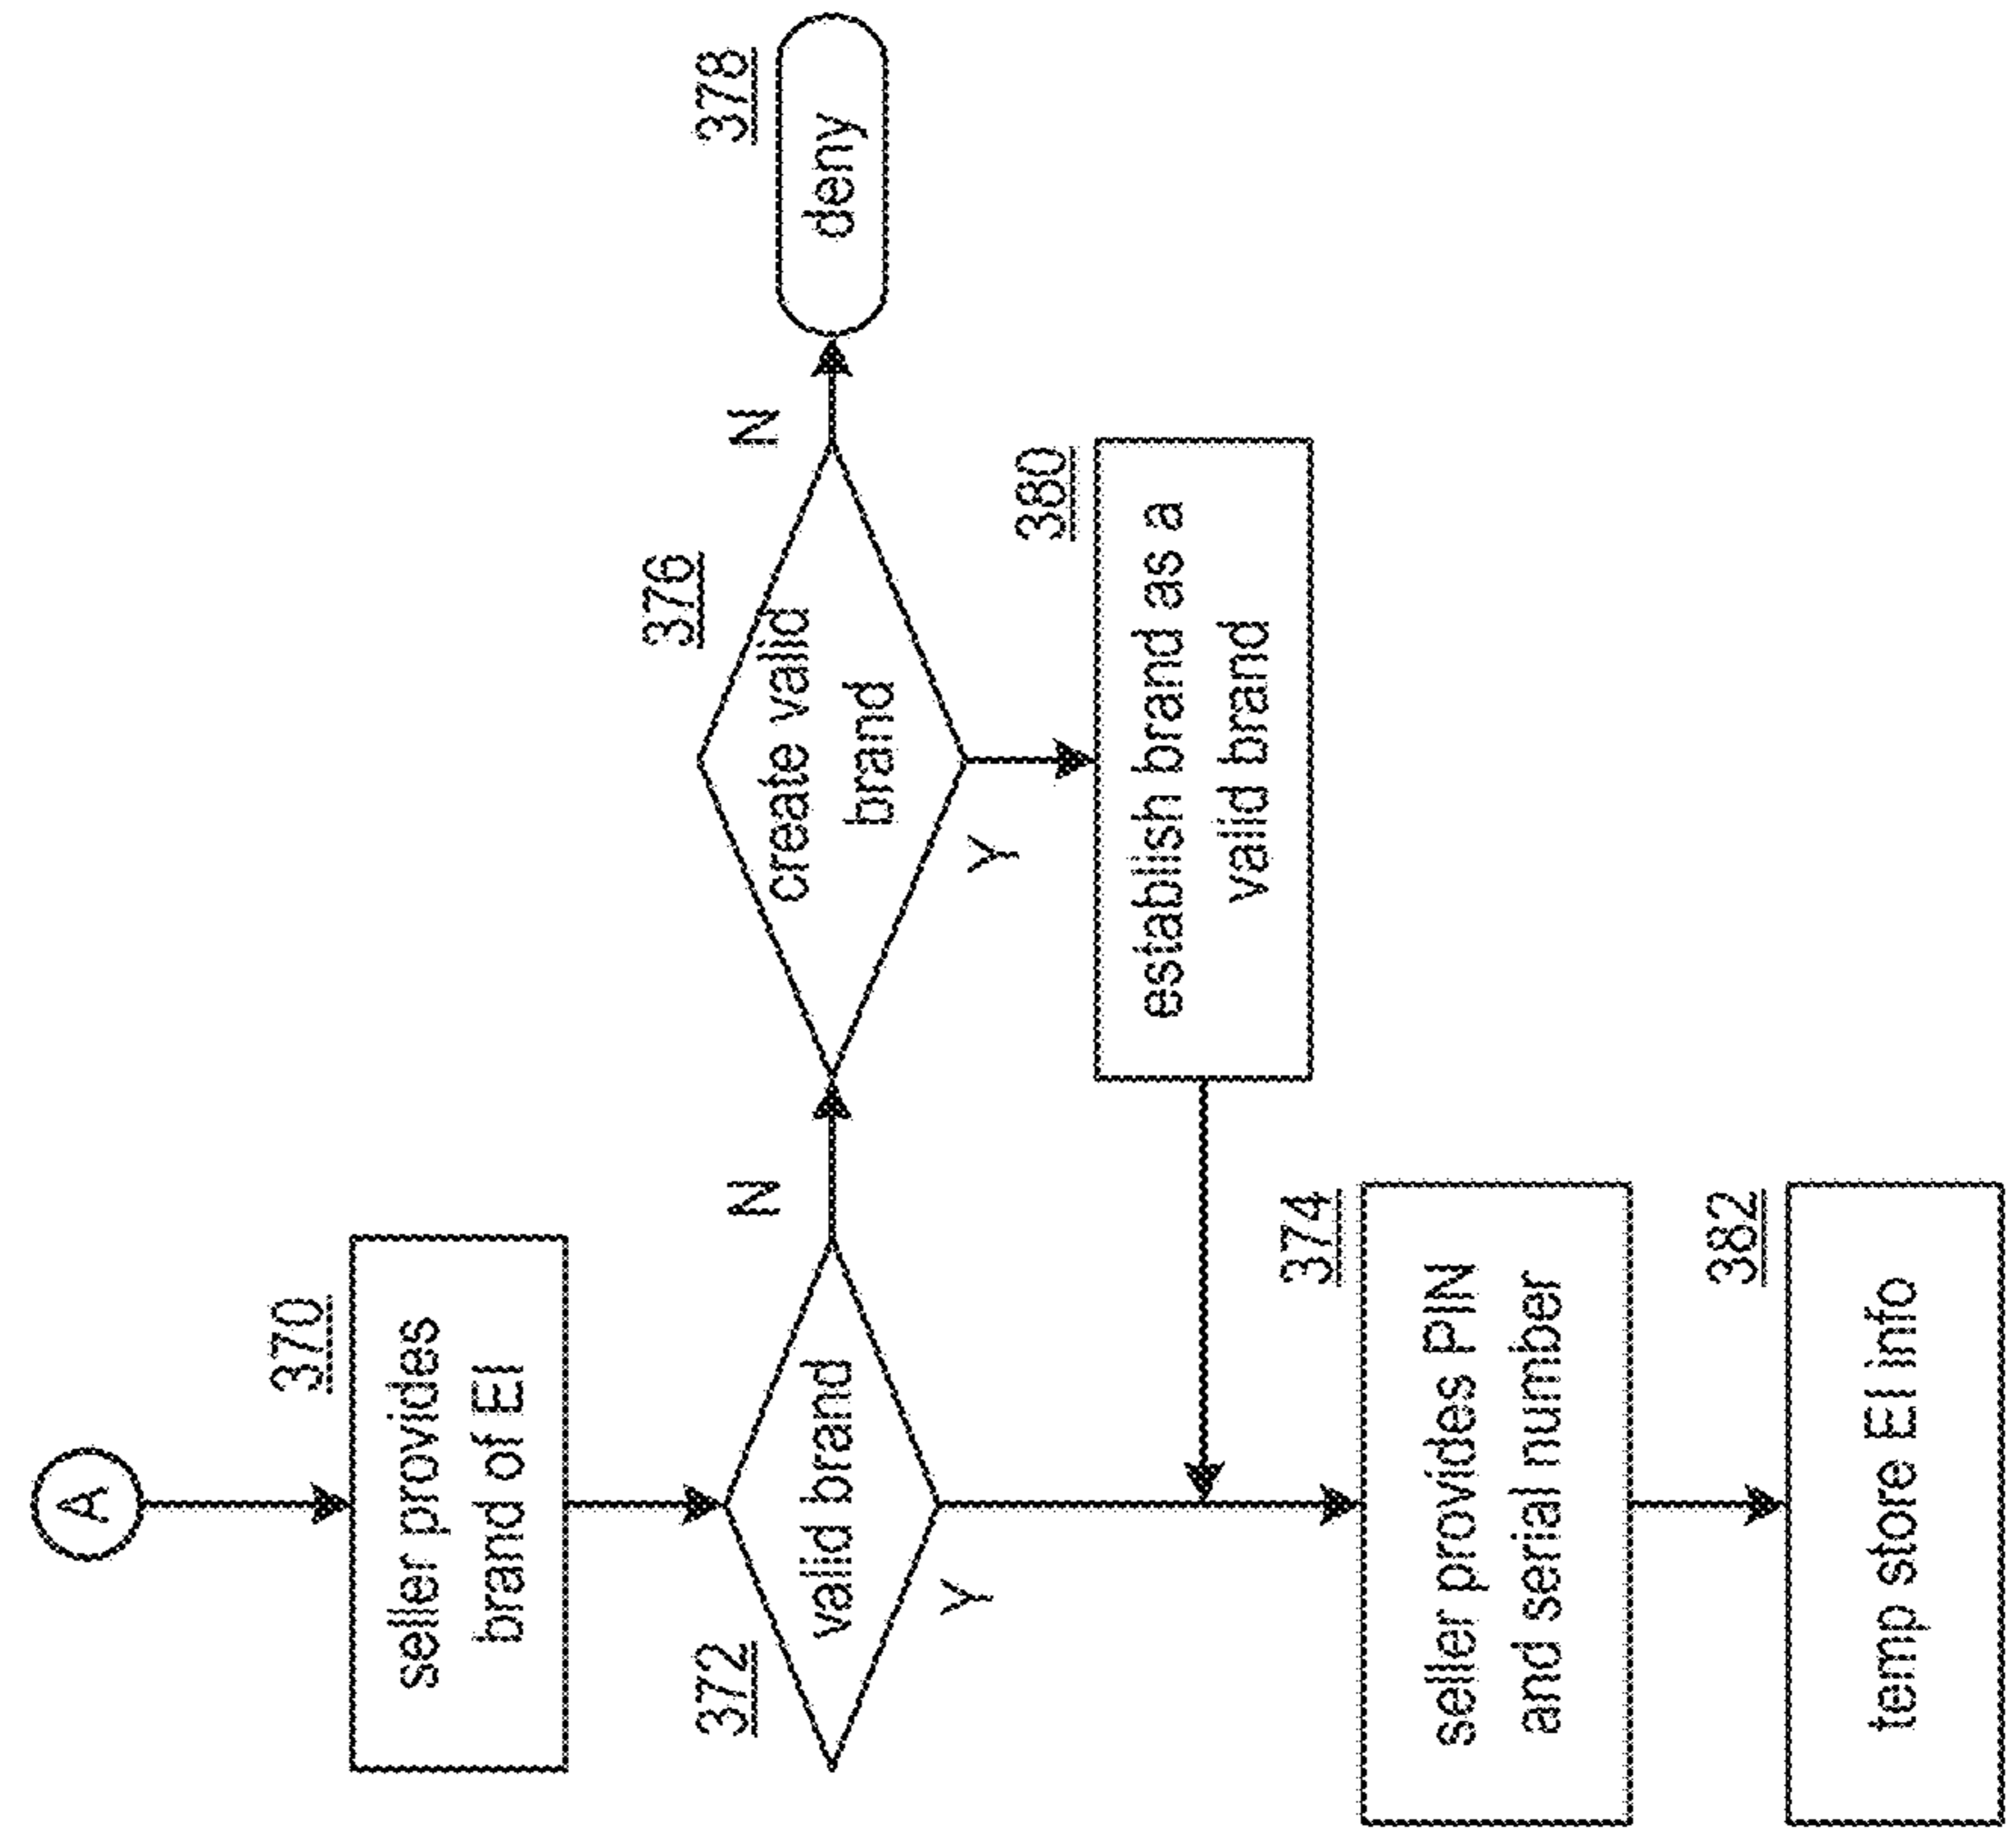 A
370
seller provides
brand of EI
372
valid brand
N
Y
376
create valid
brand
N
Y
378
deny
380
establish brand as a
valid brand
374
seller provides PIN
and serial number
382
temp store EI info